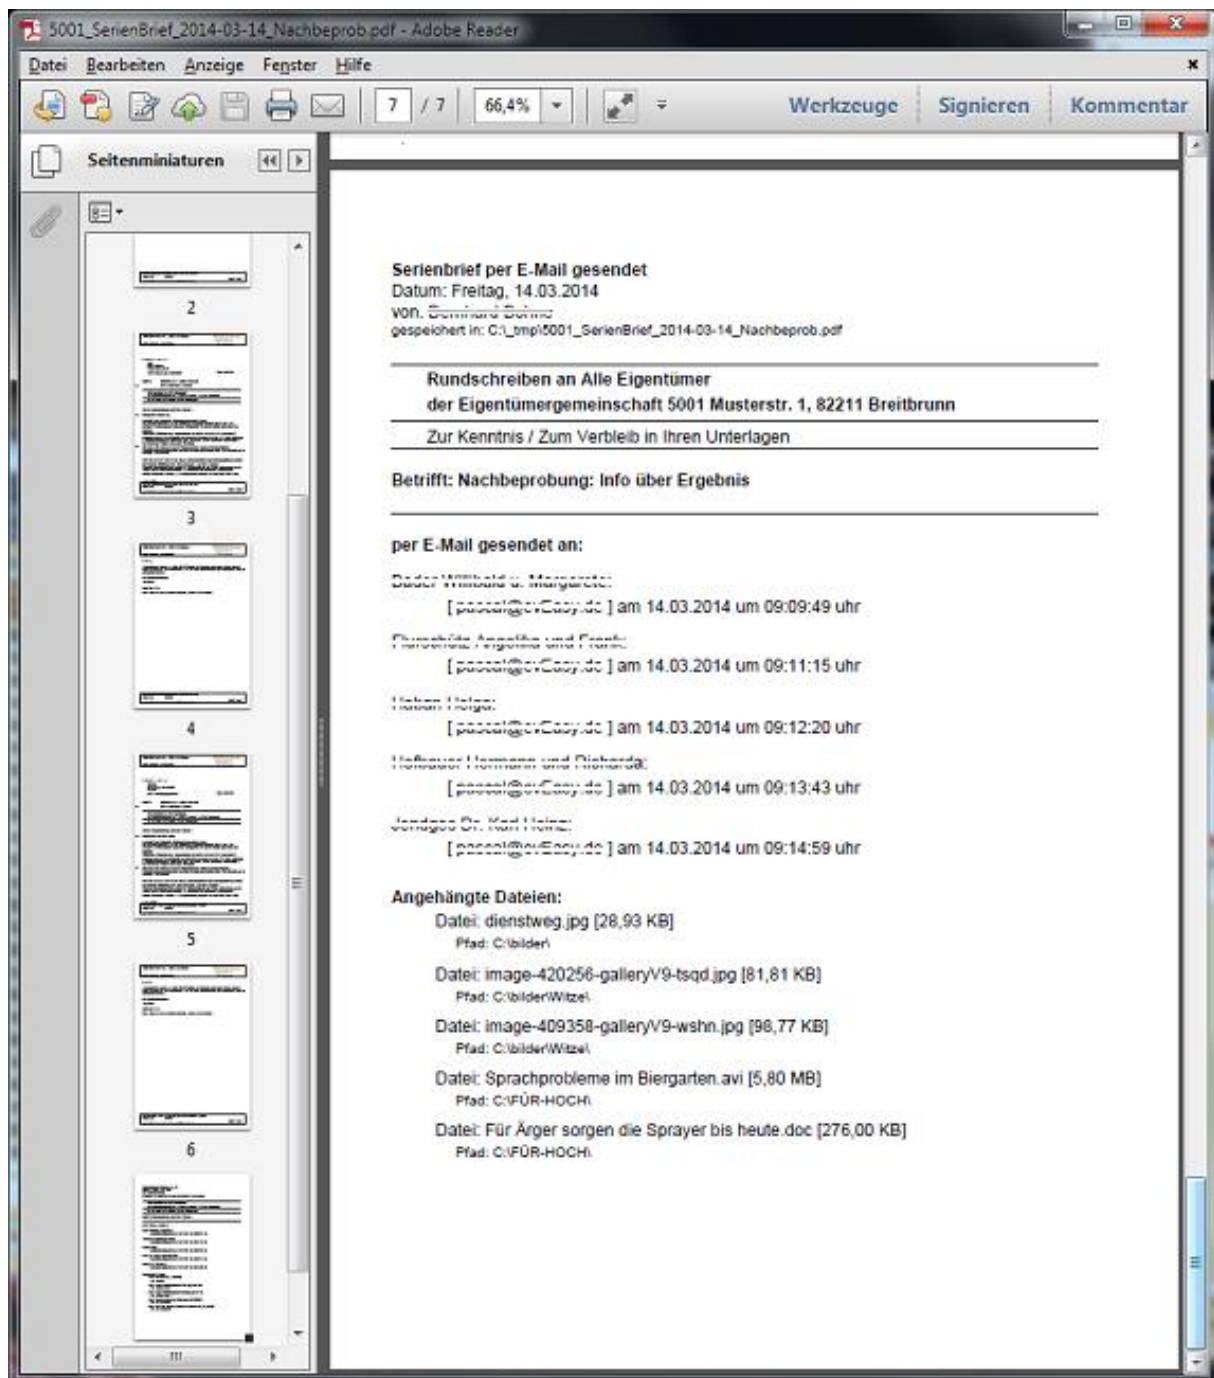 5001_SerienBrief_2014-03-14_Nachbeprob.pdf - Adobe Reader
Datei Bearbeiten Anzeige Fenster Hilfe
7 / 7 66,4% Werkzeuge Signieren Kommentar
Seitenminiaturen
2
3
4
5
6
Serienbrief per E-Mail gesendet
Datum: Freitag, 14.03.2014
von:
gespeichert in: C:\_tmp\5001_SerienBrief_2014-03-14_Nachbeprob.pdf
Rundschreiben an Alle Eigentümer
der Eigentümergemeinschaft 5001 Musterstr. 1, 82211 Breitbrunn
Zur Kenntnis / Zum Verbleib in Ihren Unterlagen
Betrifft: Nachbeprobung: Info über Ergebnis
per E-Mail gesendet an:
[ ] am 14.03.2014 um 09:09:49 uhr
[ ] am 14.03.2014 um 09:11:15 uhr
[ ] am 14.03.2014 um 09:12:20 uhr
[ ] am 14.03.2014 um 09:13:43 uhr
[ ] am 14.03.2014 um 09:14:59 uhr
Angehängte Dateien:
Datei: dienstweg.jpg [28,93 KB]
Pfad: C:\bilder\
Datei: image-420256-galleryV9-tsqd.jpg [81,81 KB]
Pfad: C:\bilder\Witze\
Datei: image-409358-galleryV9-wshn.jpg [98,77 KB]
Pfad: C:\bilder\Witze\
Datei: Sprachprobleme im Biergarten.avi [5,80 MB]
Pfad: C:\FÜR-HOCH\
Datei: Für Ärger sorgen die Sprayer bis heute.doc [276,00 KB]
Pfad: C:\FÜR-HOCH\